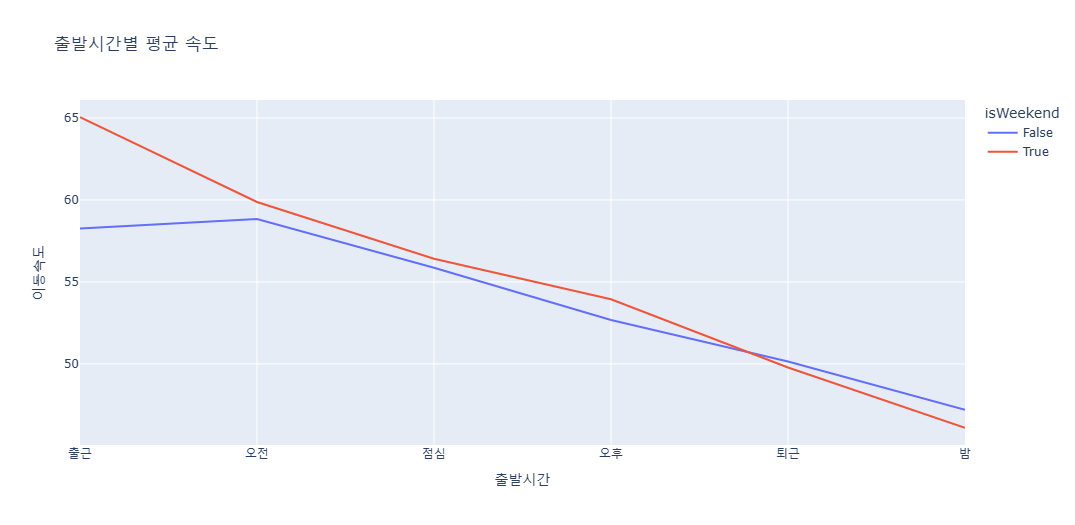 출발시간별 평균 속도
isWeekend
False
True
65
60
55
50
이동속도
출근
오전
점심
오후
퇴근
밤
출발시간